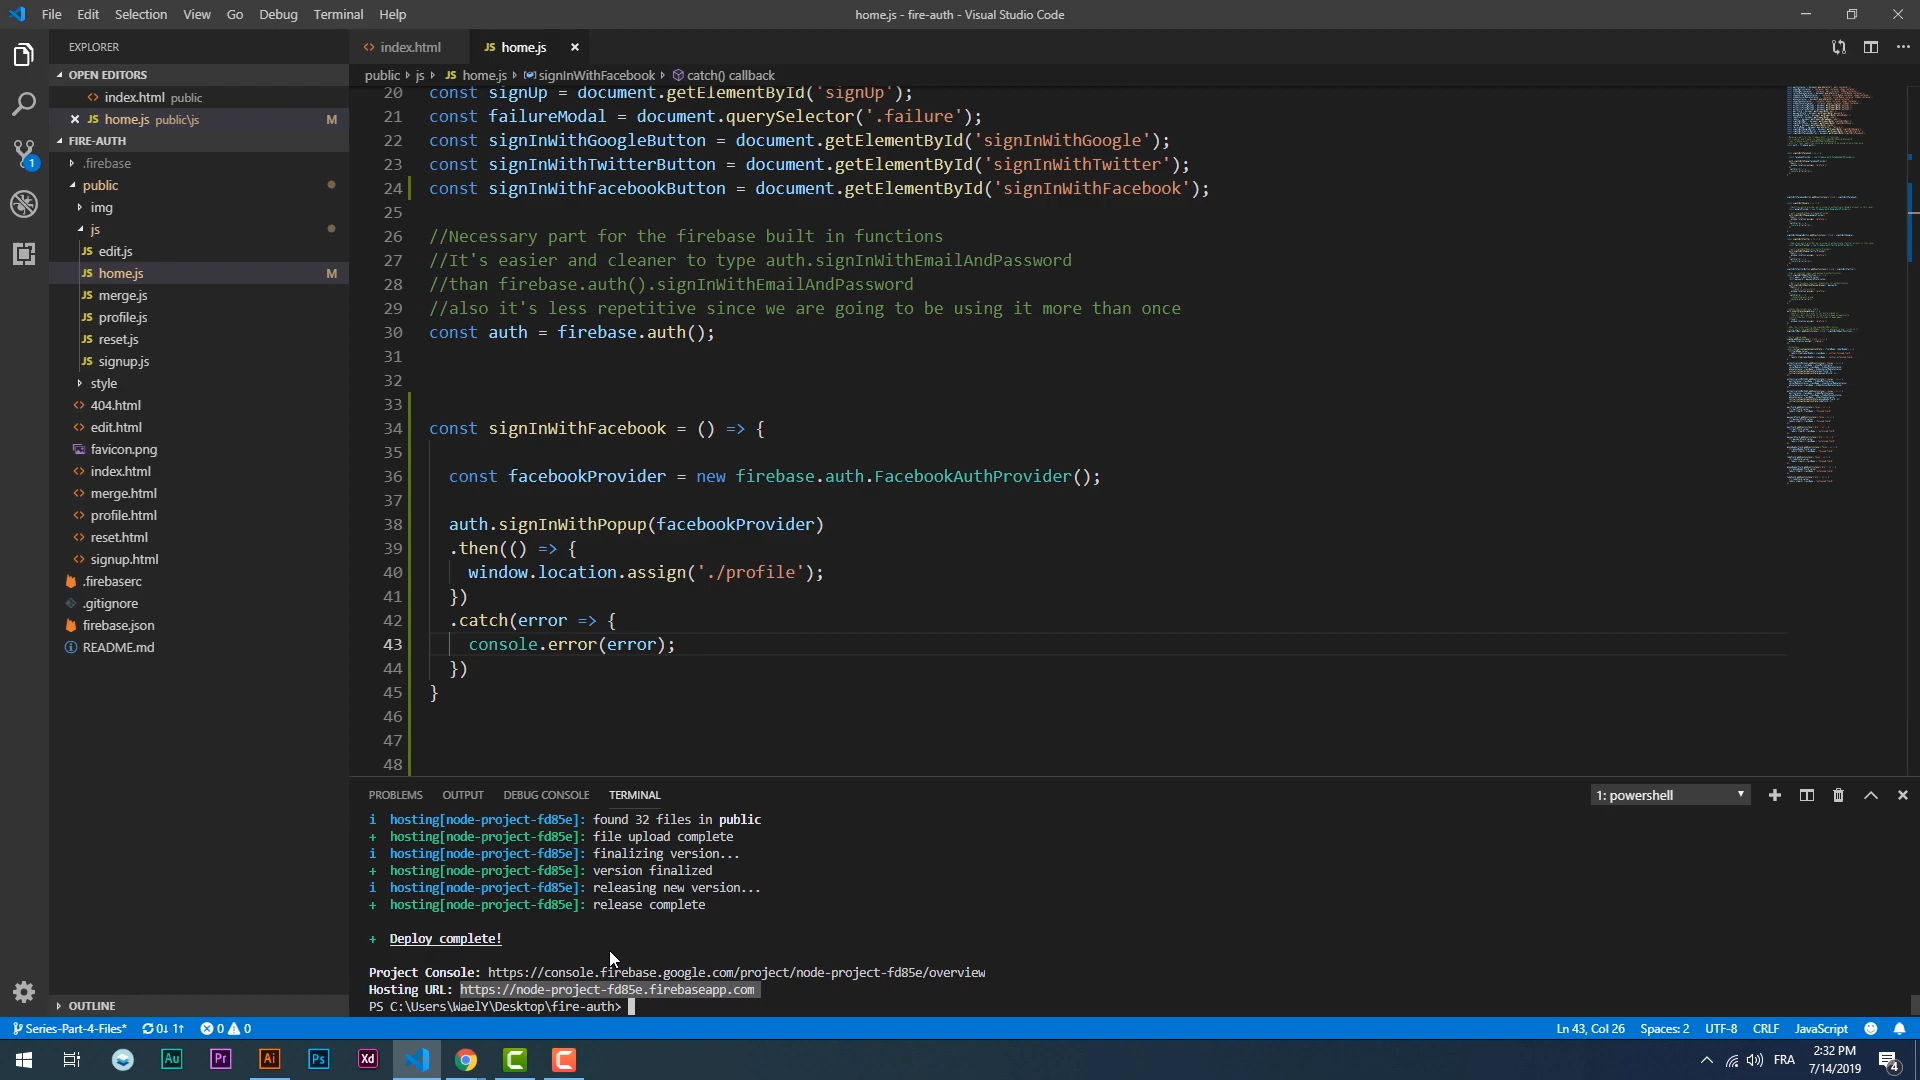 File Edit Selection View Go Debug Terminal Help
home.js - fire-auth - Visual Studio Code
EXPLORER
OPEN EDITORS
index.html public
home.js public\js M
FIRE-AUTH
.firebase
public
img
js
JS edit.js
JS home.js M
JS merge.js
JS profile.js
JS reset.js
JS signup.js
style
404.html
edit.html
favicon.png
index.html
merge.html
profile.html
reset.html
signup.html
.firebaserc
.gitignore
firebase.json
README.md
OUTLINE
index.html
JS home.js
public js JS home.js signInWithFacebook catch() callback
20 const signUp = document.getElementById('signUp');
21 const failureModal = document.querySelector('.failure');
22 const signInWithGoogleButton = document.getElementById('signInWithGoogle');
23 const signInWithTwitterButton = document.getElementById('signInWithTwitter');
24 const signInWithFacebookButton = document.getElementById('signInWithFacebook');
25
26 //Necessary part for the firebase built in functions
27 //It's easier and cleaner to type auth.signInWithEmailAndPassword
28 //than firebase.auth().signInWithEmailAndPassword
29 //also it's less repetitive since we are going to be using it more than once
30 const auth = firebase.auth();
31
32
33
34 const signInWithFacebook = () => {
35
36 const facebookProvider = new firebase.auth.FacebookAuthProvider();
37
38 auth.signInWithPopup(facebookProvider)
39 .then(() => {
40 window.location.assign('./profile');
41 })
42 .catch(error => {
43 console.error(error);
44 })
45 }
46
47
48
PROBLEMS OUTPUT DEBUG CONSOLE TERMINAL
1: powershell
i hosting[node-project-fd85e]: found 32 files in public
+ hosting[node-project-fd85e]: file upload complete
i hosting[node-project-fd85e]: finalizing version...
+ hosting[node-project-fd85e]: version finalized
i hosting[node-project-fd85e]: releasing new version...
+ hosting[node-project-fd85e]: release complete
+ Deploy complete!
Project Console: https://console.firebase.google.com/project/node-project-fd85e/overview
Hosting URL: https://node-project-fd85e.firebaseapp.com
PS C:\Users\WaelY\Desktop\fire-auth>
Series-Part-4-Files* 0↓ 1↑ 0 0
Ln 43, Col 26 Spaces: 2 UTF-8 CRLF JavaScript
Au Pr Ai Ps Xd
FRA
2:32 PM
7/14/2019
4
1